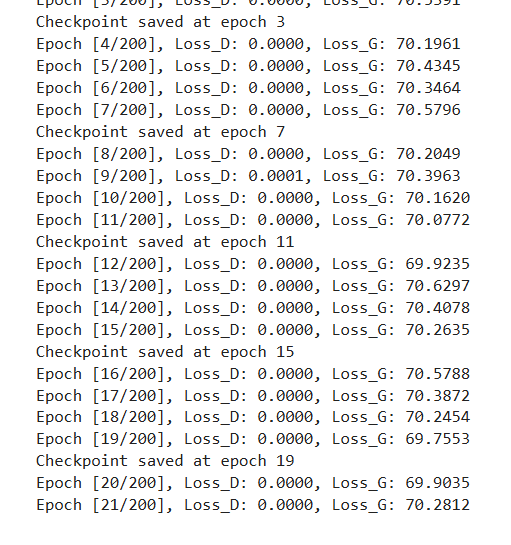 Epoch [3/200], Loss_D: 0.0000, Loss_G: 70.5391
Checkpoint saved at epoch 3
Epoch [4/200], Loss_D: 0.0000, Loss_G: 70.1961
Epoch [5/200], Loss_D: 0.0000, Loss_G: 70.4345
Epoch [6/200], Loss_D: 0.0000, Loss_G: 70.3464
Epoch [7/200], Loss_D: 0.0000, Loss_G: 70.5796
Checkpoint saved at epoch 7
Epoch [8/200], Loss_D: 0.0000, Loss_G: 70.2049
Epoch [9/200], Loss_D: 0.0001, Loss_G: 70.3963
Epoch [10/200], Loss_D: 0.0000, Loss_G: 70.1620
Epoch [11/200], Loss_D: 0.0000, Loss_G: 70.0772
Checkpoint saved at epoch 11
Epoch [12/200], Loss_D: 0.0000, Loss_G: 69.9235
Epoch [13/200], Loss_D: 0.0000, Loss_G: 70.6297
Epoch [14/200], Loss_D: 0.0000, Loss_G: 70.4078
Epoch [15/200], Loss_D: 0.0000, Loss_G: 70.2635
Checkpoint saved at epoch 15
Epoch [16/200], Loss_D: 0.0000, Loss_G: 70.5788
Epoch [17/200], Loss_D: 0.0000, Loss_G: 70.3872
Epoch [18/200], Loss_D: 0.0000, Loss_G: 70.2454
Epoch [19/200], Loss_D: 0.0000, Loss_G: 69.7553
Checkpoint saved at epoch 19
Epoch [20/200], Loss_D: 0.0000, Loss_G: 69.9035
Epoch [21/200], Loss_D: 0.0000, Loss_G: 70.2812